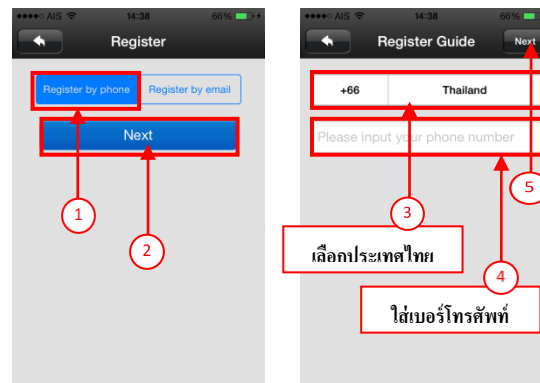 AIS 14:38 66%
Register
Register by phone Register by email
Next
1
2
AIS 14:38 66%
Register Guide Next
+66 Thailand
Please input your phone number
5
3
เลือกประเทศไทย
4
ใส่เบอร์โทรศัพท์